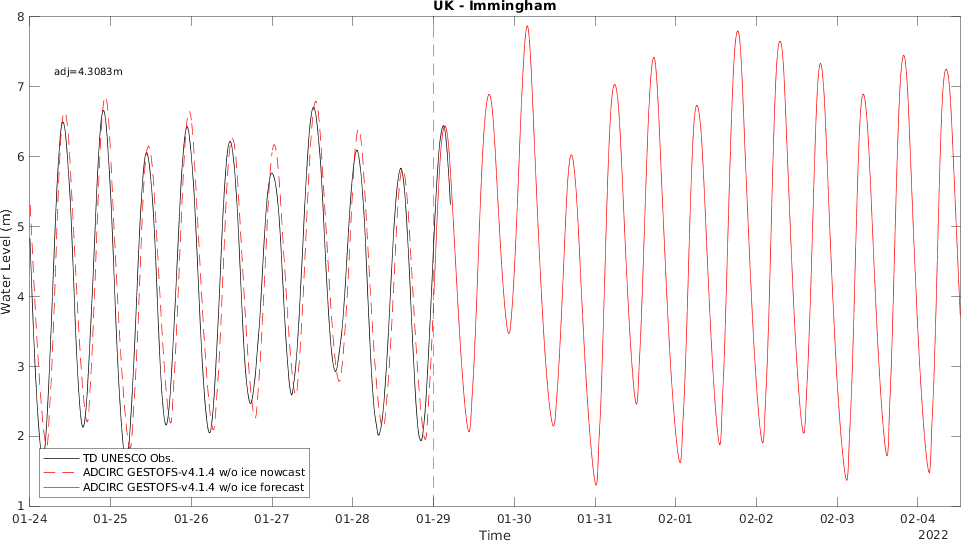 UK - Immingham
adj=4.3083m
Water Level (m)
8
7
6
5
4
3
2
1
TD UNESCO Obs.
ADCIRC GESTOFS-v4.1.4 w/o ice nowcast
ADCIRC GESTOFS-v4.1.4 w/o ice forecast
01-24 01-25 01-26 01-27 01-28 01-29 01-30 01-31 02-01 02-02 02-03 02-04
Time
2022